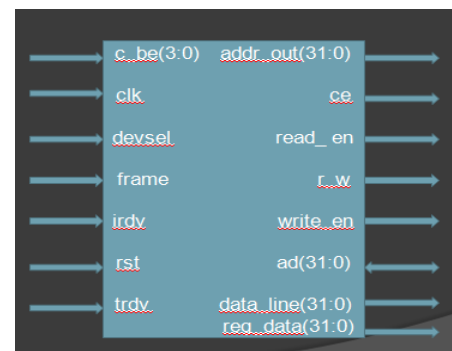 c_be(3:0) addr_out(31:0)
clk ce
devsel read_ en
frame r_w
irdy write_en
rst ad(31:0)
trdy data_line(31:0)
reg_data(31:0)